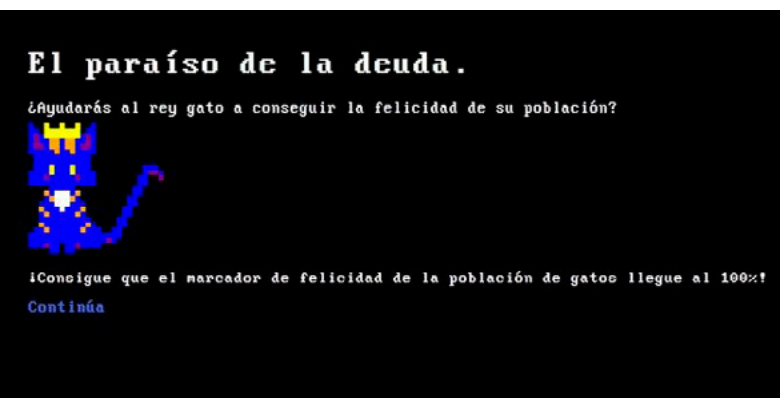 El paraíso de la deuda.
¿Ayudarás al rey gato a conseguir la felicidad de su población?
¡Consigue que el marcador de felicidad de la población de gatos llegue al 100%!
Continúa